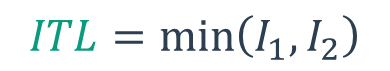 ITL = min(I₁, I₂)